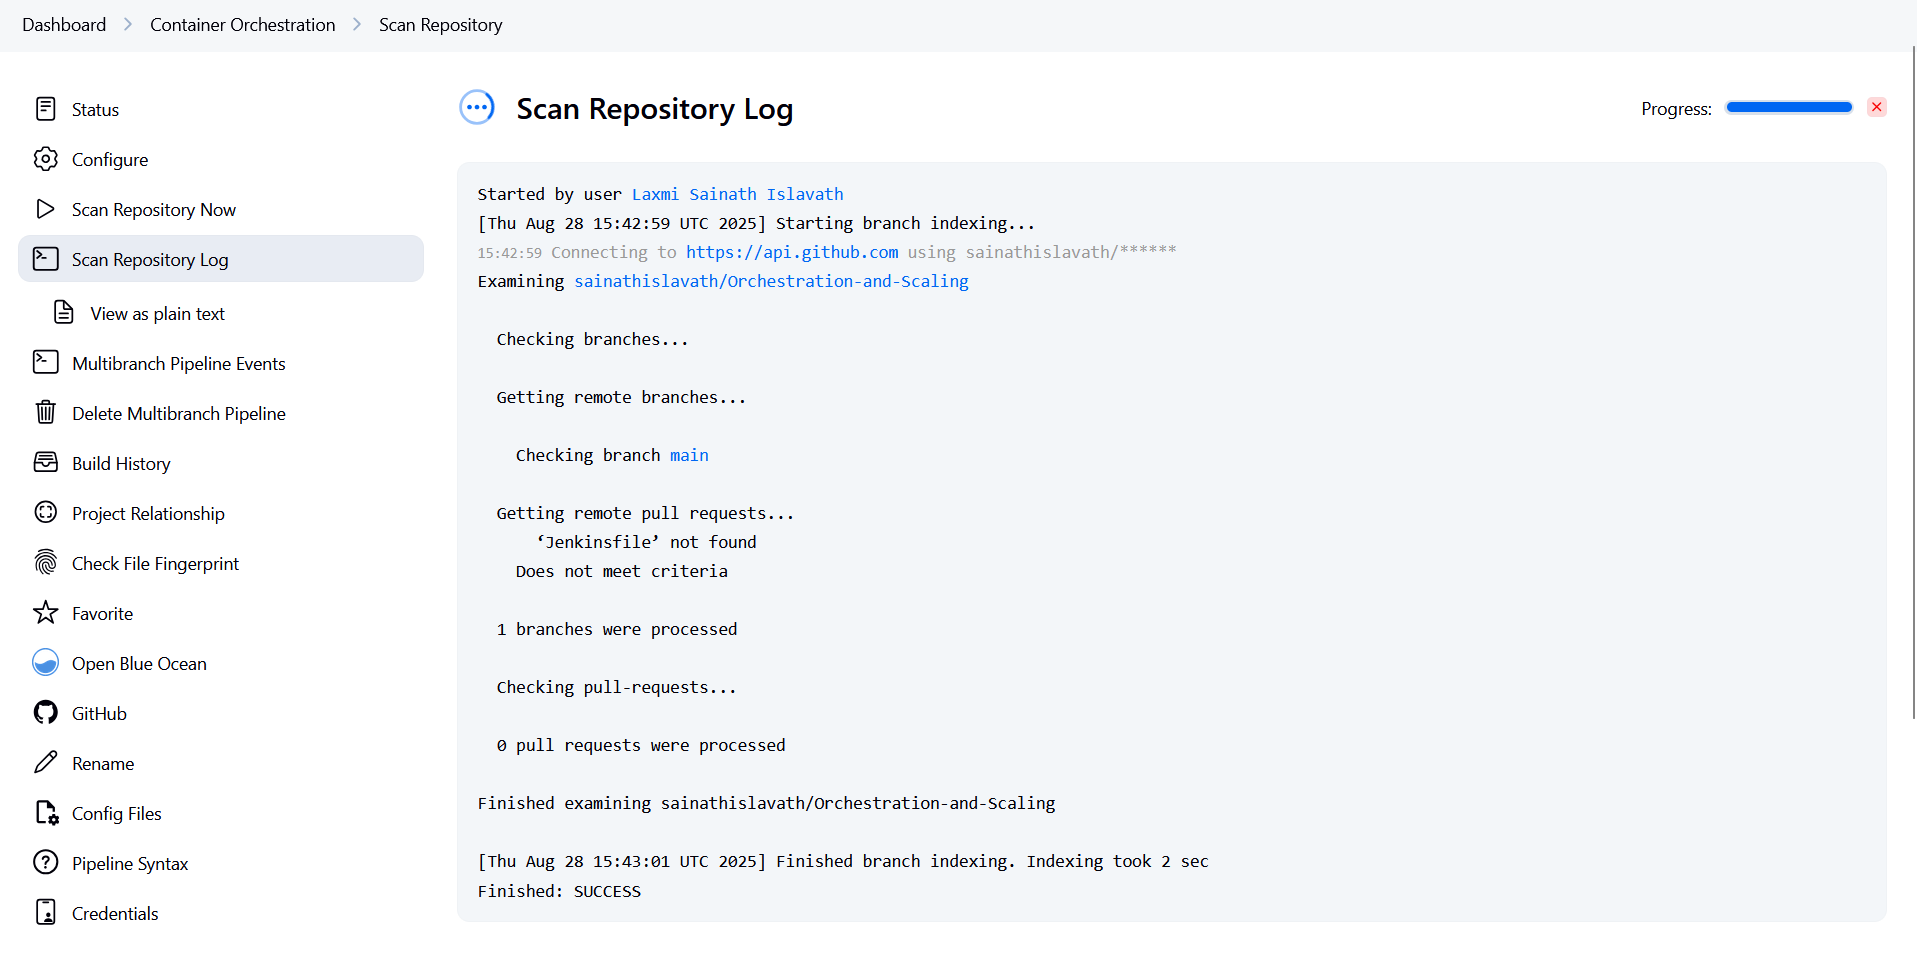 Dashboard > Container Orchestration > Scan Repository
Status
Configure
Scan Repository Now
Scan Repository Log
View as plain text
Multibranch Pipeline Events
Delete Multibranch Pipeline
Build History
Project Relationship
Check File Fingerprint
Favorite
Open Blue Ocean
GitHub
Rename
Config Files
Pipeline Syntax
Credentials
Scan Repository Log
Progress:
Started by user Laxmi Sainath Islavath
[Thu Aug 28 15:42:59 UTC 2025] Starting branch indexing...
15:42:59 Connecting to https://api.github.com using sainathislavath/******
Examining sainathislavath/Orchestration-and-Scaling
Checking branches...
Getting remote branches...
Checking branch main
Getting remote pull requests...
‘Jenkinsfile’ not found
Does not meet criteria
1 branches were processed
Checking pull-requests...
0 pull requests were processed
Finished examining sainathislavath/Orchestration-and-Scaling
[Thu Aug 28 15:43:01 UTC 2025] Finished branch indexing. Indexing took 2 sec
Finished: SUCCESS